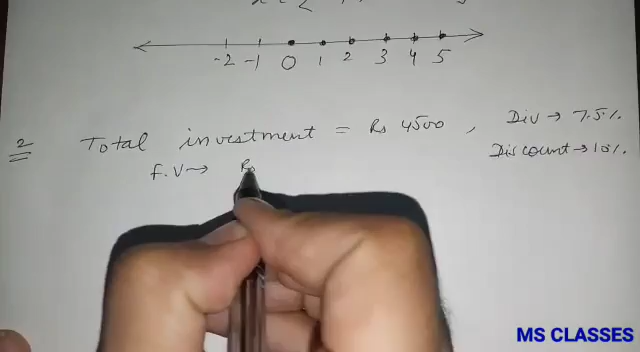 -2 -1 0 1 2 3 4 5
2 Total investment = Rs 4500, Div → 7.5%
Discount → 10%
F.V → Rs
MS CLASSES